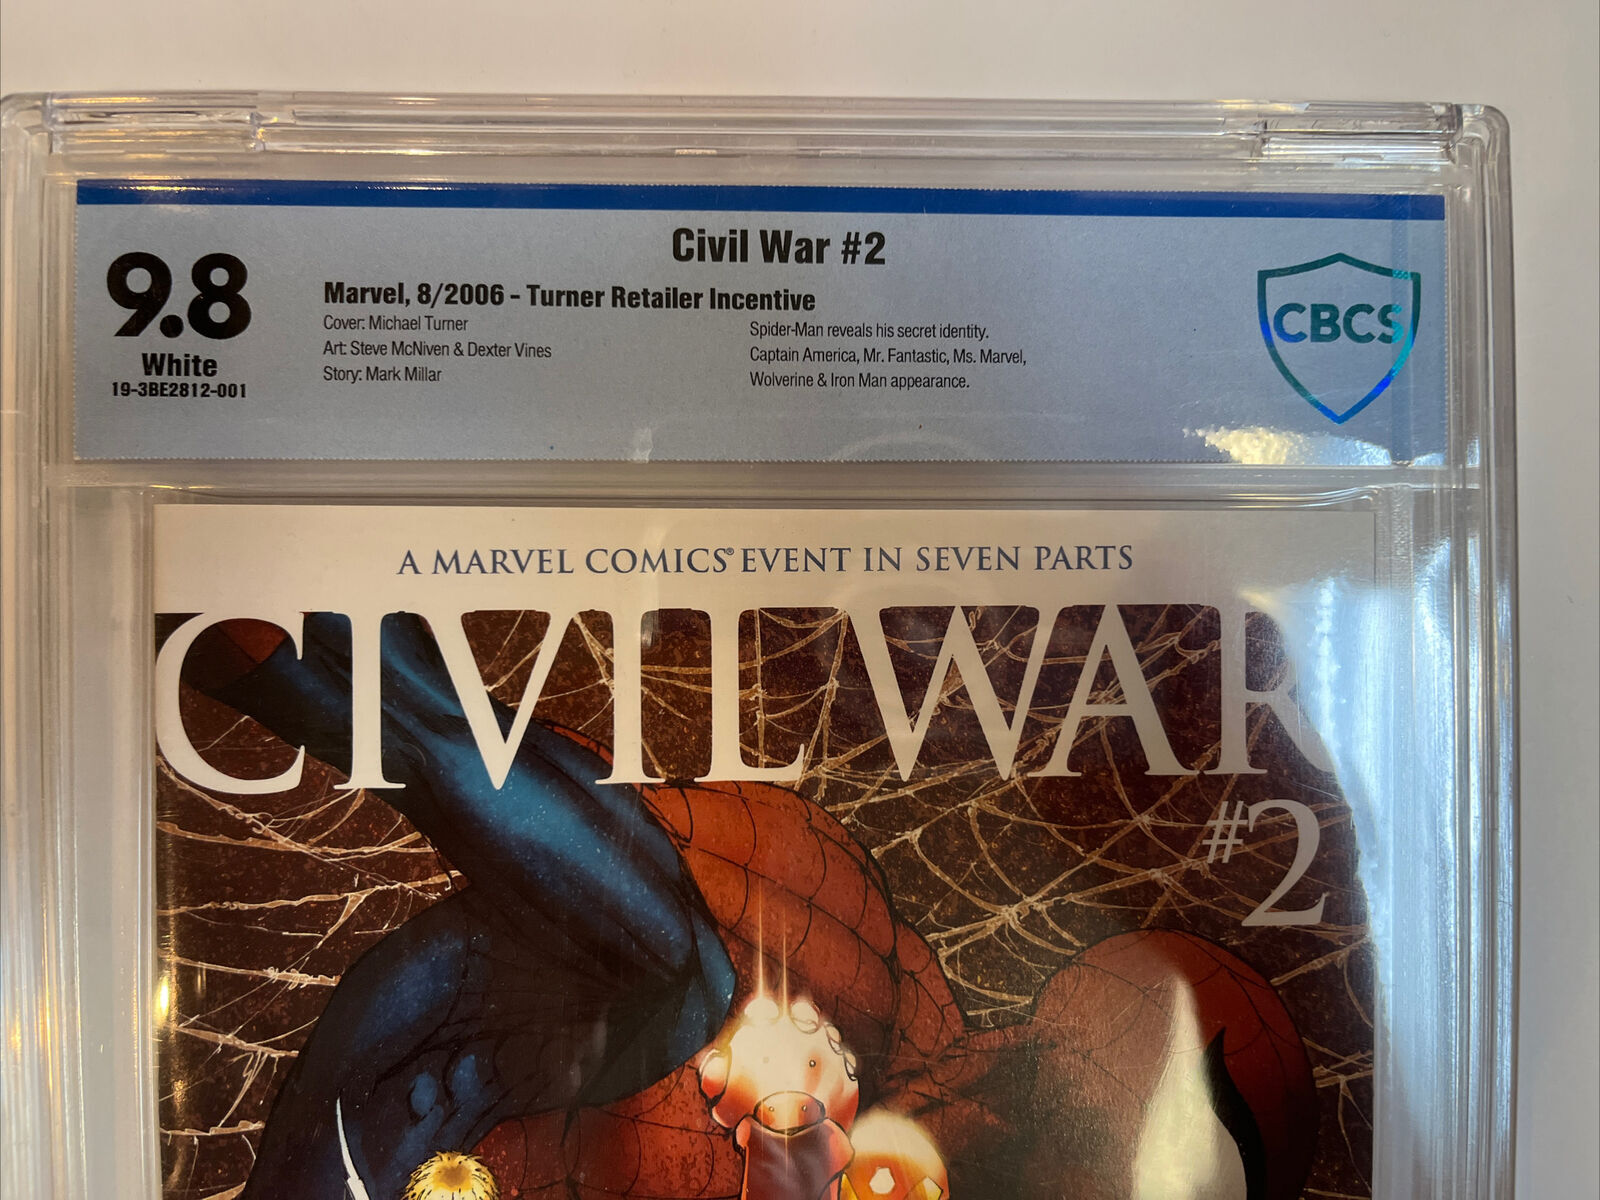 Civil War #2
9.8
White
19-3BE2812-001
Marvel, 8/2006 - Turner Retailer Incentive
Cover: Michael Turner
Art: Steve McNiven & Dexter Vines
Story: Mark Millar
Spider-Man reveals his secret identity.
Captain America, Mr. Fantastic, Ms. Marvel,
Wolverine & Iron Man appearance.
CBCS
A MARVEL COMICS® EVENT IN SEVEN PARTS
CIVIL WAR
#2